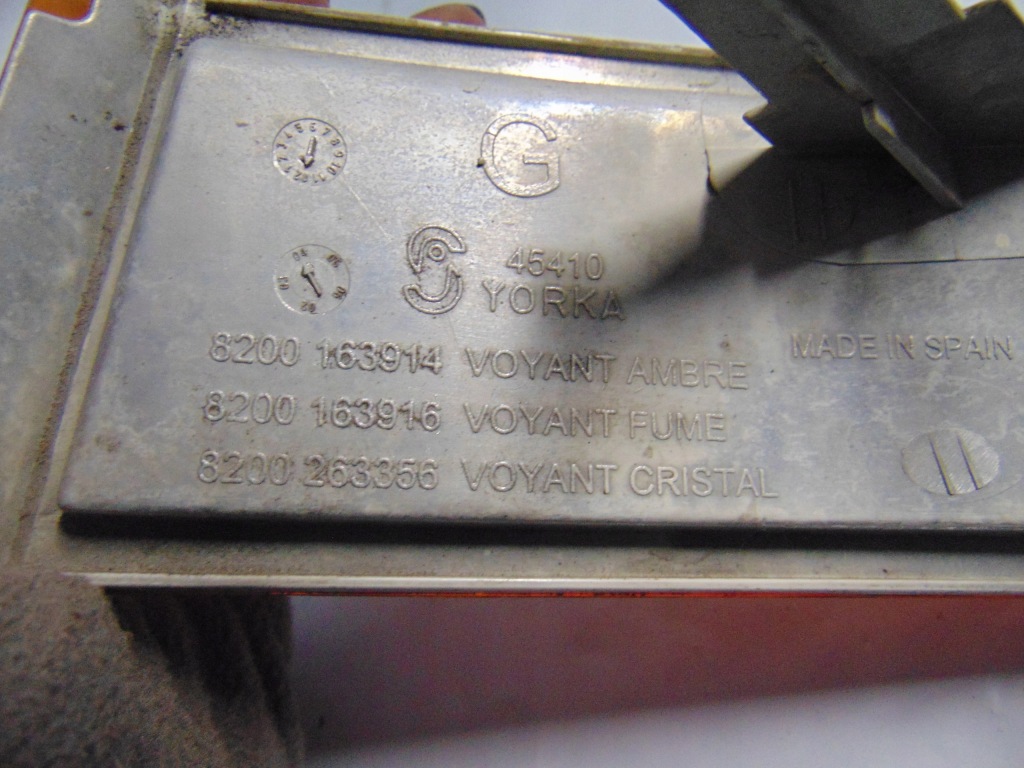 G
45410
YORKA
8200 163914 VOYANT AMBRE
8200 163916 VOYANT FUME
8200 263356 VOYANT CRISTAL
MADE IN SPAIN